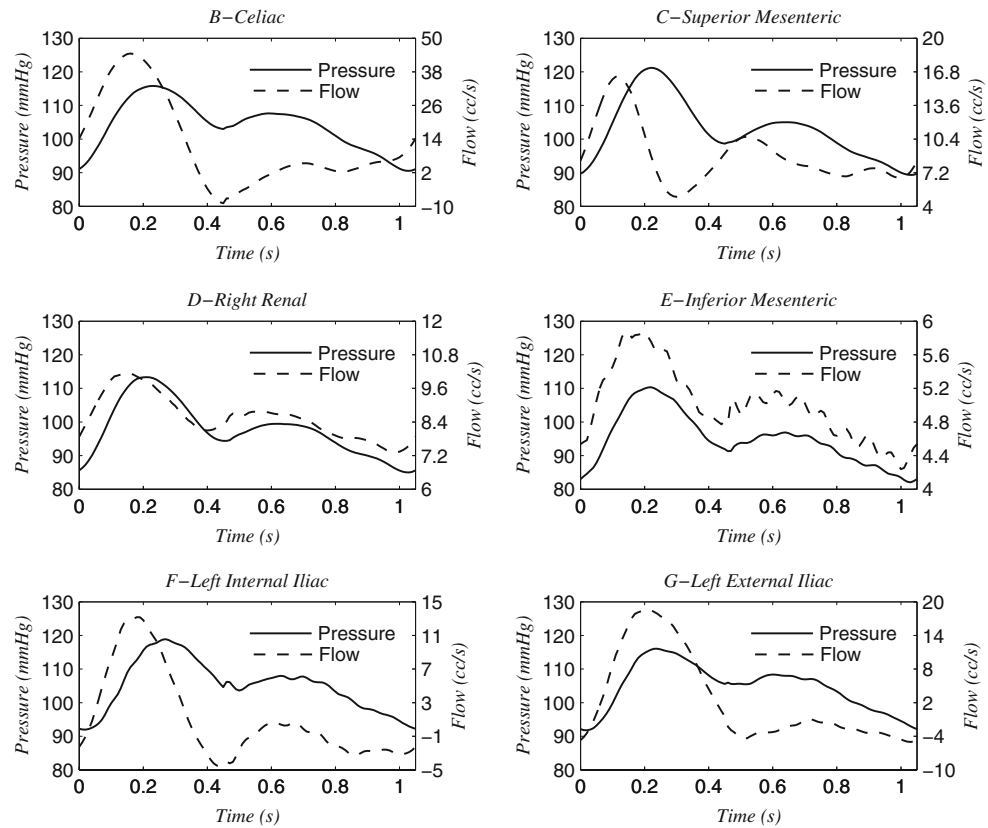 B−Celiac
130 120 110 100 90 80
Pressure (mmHg)
50 38 26 14 2 −10
Flow (cc/s)
Pressure
Flow
0 0.2 0.4 0.6 0.8 1
Time (s)
C−Superior Mesenteric
130 120 110 100 90 80
Pressure (mmHg)
20 16.8 13.6 10.4 7.2 4
Flow (cc/s)
Pressure
Flow
0 0.2 0.4 0.6 0.8 1
Time (s)
D−Right Renal
130 120 110 100 90 80
Pressure (mmHg)
12 10.8 9.6 8.4 7.2 6
Flow (cc/s)
Pressure
Flow
0 0.2 0.4 0.6 0.8 1
Time (s)
E−Inferior Mesenteric
130 120 110 100 90 80
Pressure (mmHg)
6 5.6 5.2 4.8 4.4 4
Flow (cc/s)
Pressure
Flow
0 0.2 0.4 0.6 0.8 1
Time (s)
F−Left Internal Iliac
130 120 110 100 90 80
Pressure (mmHg)
15 11 7 3 −1 −5
Flow (cc/s)
Pressure
Flow
0 0.2 0.4 0.6 0.8 1
Time (s)
G−Left External Iliac
130 120 110 100 90 80
Pressure (mmHg)
20 14 8 2 −4 −10
Flow (cc/s)
Pressure
Flow
0 0.2 0.4 0.6 0.8 1
Time (s)